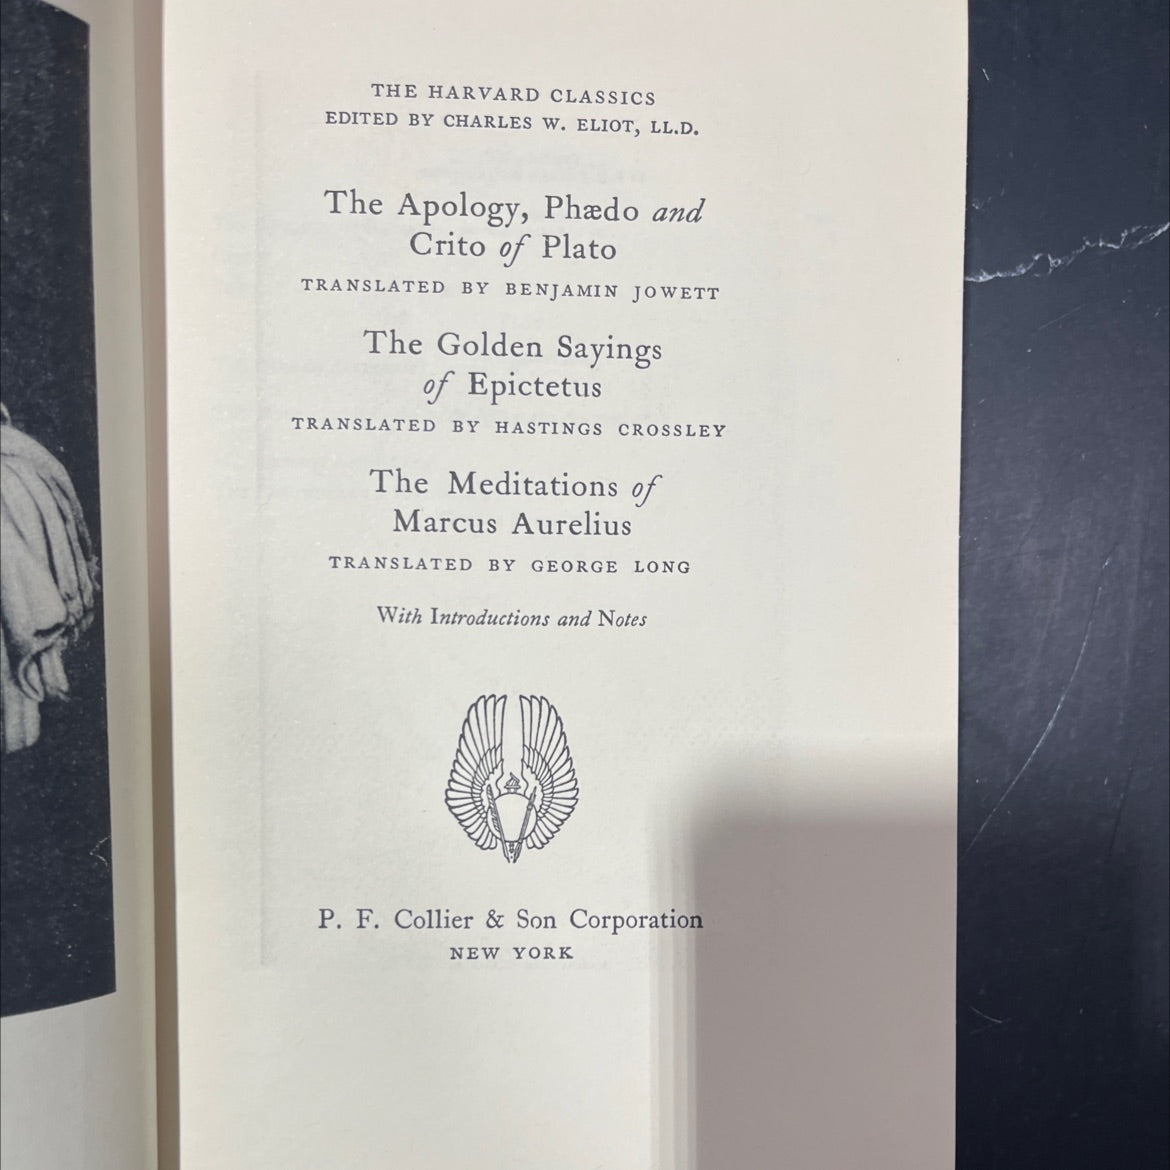 THE HARVARD CLASSICS
EDITED BY CHARLES W. ELIOT, LL.D.
The Apology, Phædo and
Crito of Plato
TRANSLATED BY BENJAMIN JOWETT
The Golden Sayings
of Epictetus
TRANSLATED BY HASTINGS CROSSLEY
The Meditations of
Marcus Aurelius
TRANSLATED BY GEORGE LONG
With Introductions and Notes
P. F. Collier & Son Corporation
NEW YORK